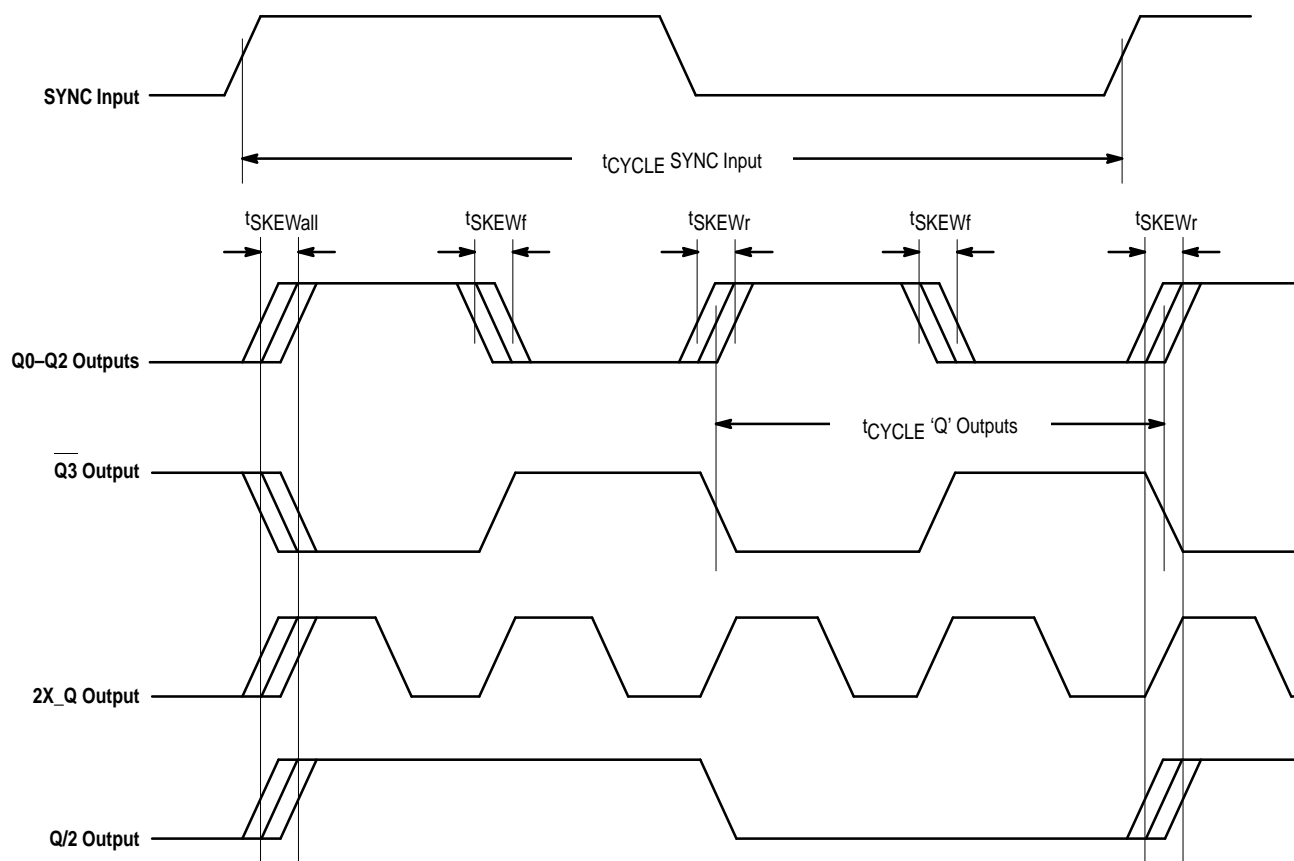 SYNC Input
tCYCLE SYNC Input
tSKEWall
tSKEWf
tSKEWr
tSKEWf
tSKEWr
Q0–Q2 Outputs
tCYCLE ‘Q’ Outputs
Q3 Output
2X_Q Output
Q/2 Output